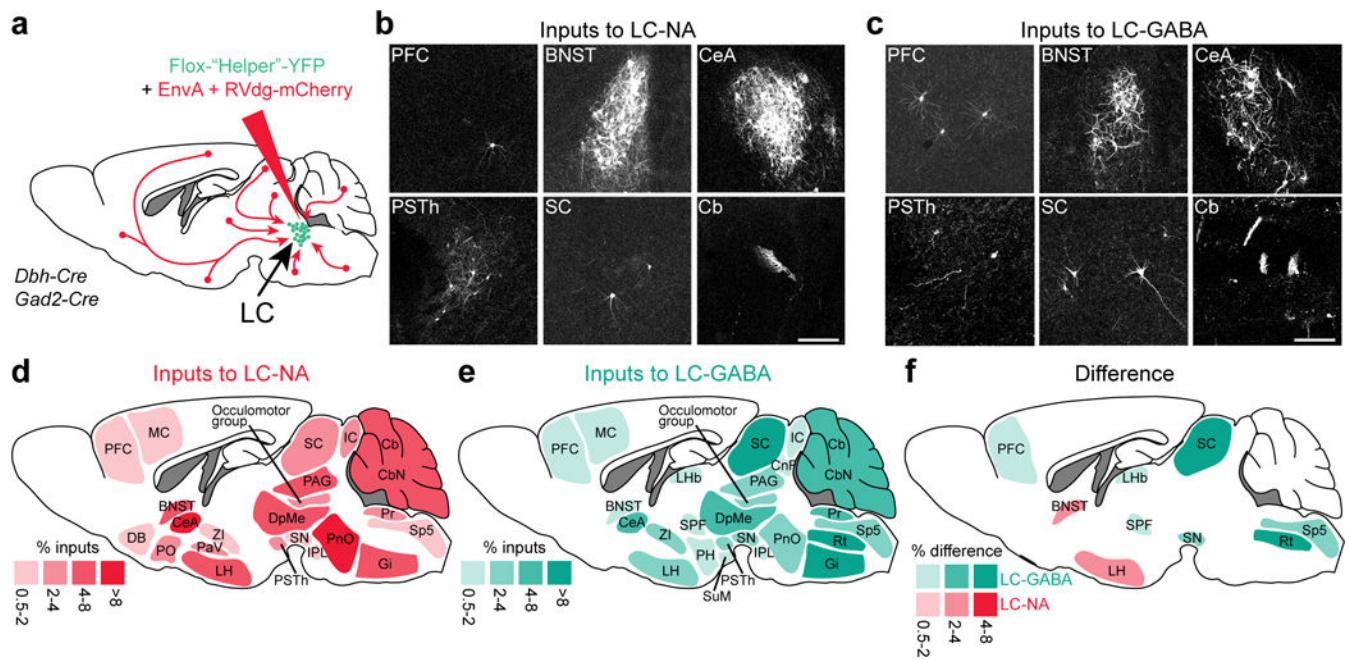 a
Flox-“Helper”-YFP
+ EnvA + RVdg-mCherry
Dbh-Cre
Gad2-Cre
LC
b
Inputs to LC-NA
PFC
BNST
CeA
PSTh
SC
Cb
c
Inputs to LC-GABA
PFC
BNST
CeA
PSTh
SC
Cb
d
Inputs to LC-NA
Occulomotor
group
PFC
MC
SC
IC
Cb
CbN
PAG
BNST
CeA
DpMe
Pr
DB
PO
ZI
PaV
SN
PnO
Sp5
LH
IPL
PSTh
Gi
% inputs
0.5-2
2-4
4-8
>8
e
Inputs to LC-GABA
Occulomotor
group
PFC
MC
SC
IC
Cb
CnF
CbN
LHb
PAG
BNST
CeA
SPF
DpMe
Pr
ZI
SN
PnO
Rt
Sp5
LH
PH
IPL
PSTh
SuM
Gi
% inputs
0.5-2
2-4
4-8
>8
f
Difference
PFC
SC
LHb
BNST
SPF
SN
Rt
Sp5
LH
% difference
LC-GABA
LC-NA
0.5-2
2-4
4-8